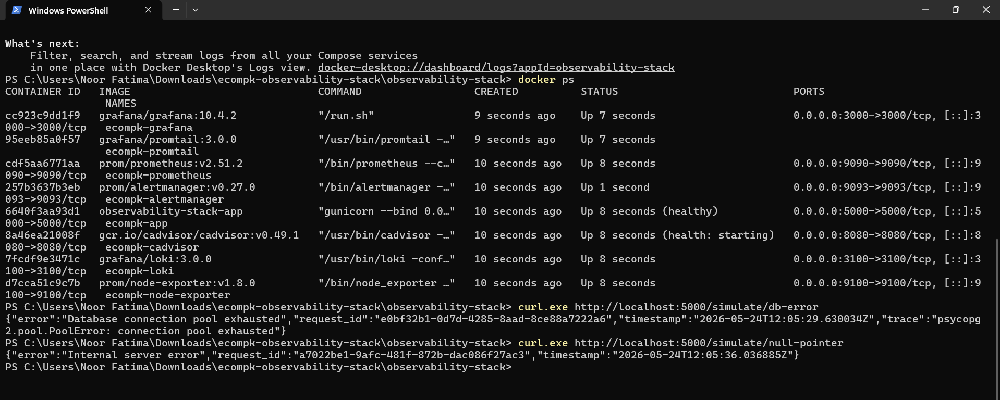 Windows PowerShell
What's next:
    Filter, search, and stream logs from all your Compose services
    in one place with Docker Desktop's Logs view. docker-desktop://dashboard/logs?appId=observability-stack
PS C:\Users\Noor Fatima\Downloads\ecompk-observability-stack\observability-stack> docker ps
CONTAINER ID   IMAGE                              COMMAND                  CREATED          STATUS                            PORTS
                NAMES
cc923c9dd1f9   grafana/grafana:10.4.2             "/run.sh"                9 seconds ago    Up 7 seconds                      0.0.0.0:3000->3000/tcp, [::]:3
000->3000/tcp   ecompk-grafana
95eeb85a0f57   grafana/promtail:3.0.0             "/usr/bin/promtail -…"   9 seconds ago    Up 7 seconds
                ecompk-promtail
cdf5aa6771aa   prom/prometheus:v2.51.2            "/bin/prometheus --c…"   10 seconds ago   Up 8 seconds                      0.0.0.0:9090->9090/tcp, [::]:9
090->9090/tcp   ecompk-prometheus
257b3637b3eb   prom/alertmanager:v0.27.0          "/bin/alertmanager -…"   10 seconds ago   Up 1 second                       0.0.0.0:9093->9093/tcp, [::]:9
093->9093/tcp   ecompk-alertmanager
6640f3aa93d1   observability-stack-app            "gunicorn --bind 0.0…"   10 seconds ago   Up 8 seconds (healthy)            0.0.0.0:5000->5000/tcp, [::]:5
000->5000/tcp   ecompk-app
8a46ea21008f   gcr.io/cadvisor/cadvisor:v0.49.1   "/usr/bin/cadvisor -…"   10 seconds ago   Up 8 seconds (health: starting)   0.0.0.0:8080->8080/tcp, [::]:8
080->8080/tcp   ecompk-cadvisor
7fcdf9e3471c   grafana/loki:3.0.0                 "/usr/bin/loki -conf…"   10 seconds ago   Up 8 seconds                      0.0.0.0:3100->3100/tcp, [::]:3
100->3100/tcp   ecompk-loki
d7cca51c9c7b   prom/node-exporter:v1.8.0          "/bin/node_exporter …"   10 seconds ago   Up 8 seconds                      0.0.0.0:9100->9100/tcp, [::]:9
100->9100/tcp   ecompk-node-exporter
PS C:\Users\Noor Fatima\Downloads\ecompk-observability-stack\observability-stack> curl.exe http://localhost:5000/simulate/db-error
{"error":"Database connection pool exhausted","request_id":"e0bf32b1-0d7d-4285-8aad-8ce88a7222a6","timestamp":"2026-05-24T12:05:29.630034Z","trace":"psycopg
2.pool.PoolError: connection pool exhausted"}
PS C:\Users\Noor Fatima\Downloads\ecompk-observability-stack\observability-stack> curl.exe http://localhost:5000/simulate/null-pointer
{"error":"Internal server error","request_id":"a7022be1-9afc-481f-872b-dac086f27ac3","timestamp":"2026-05-24T12:05:36.036885Z"}
PS C:\Users\Noor Fatima\Downloads\ecompk-observability-stack\observability-stack>